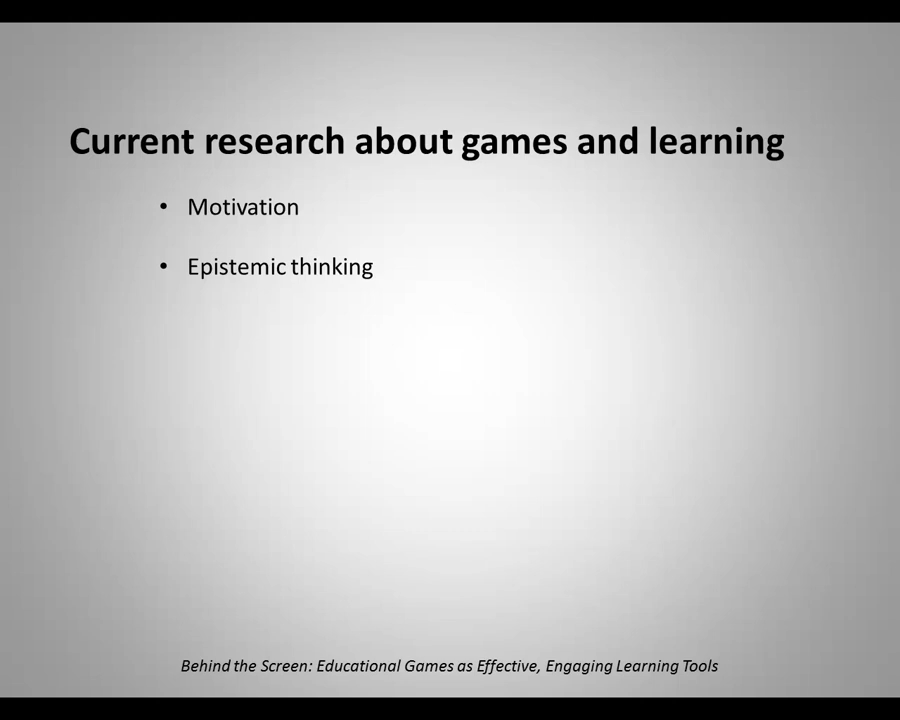 Current research about games and learning
• Motivation
• Epistemic thinking
Behind the Screen: Educational Games as Effective, Engaging Learning Tools